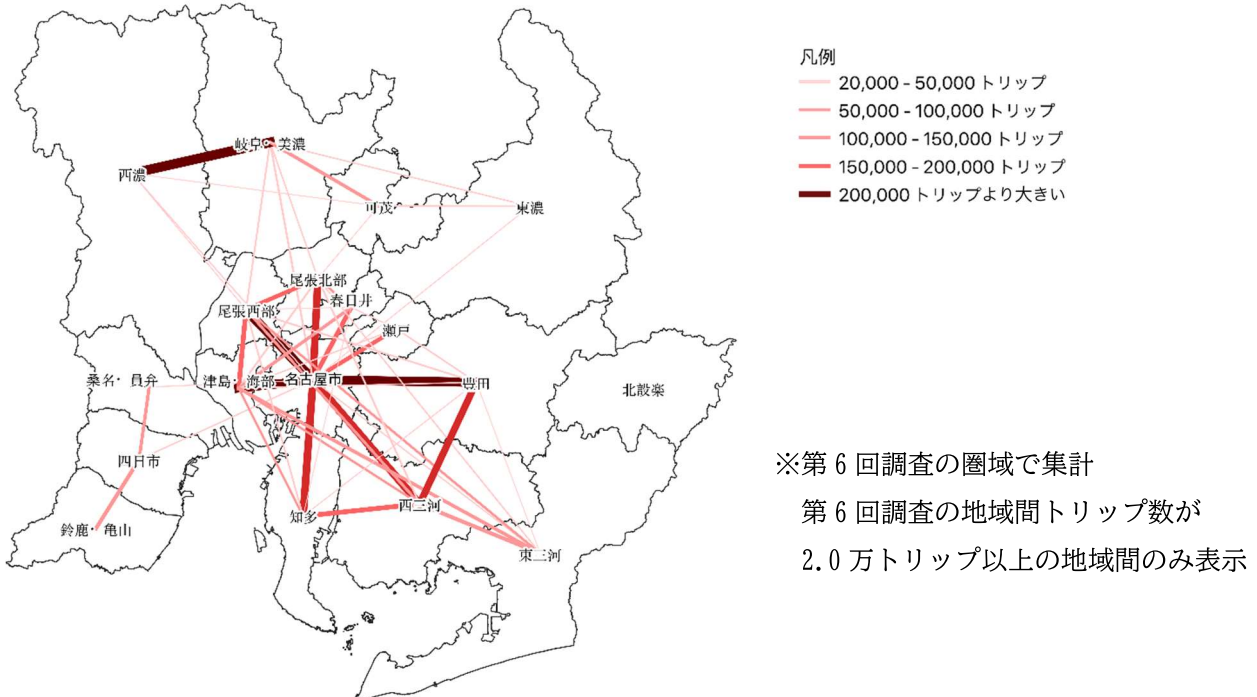 凡例
20,000 - 50,000 トリップ
50,000 - 100,000 トリップ
100,000 - 150,000 トリップ
150,000 - 200,000 トリップ
200,000 トリップより大きい
岐阜・美濃
西濃
可茂
東濃
尾張北部
春日井
尾張西部
瀬戸
桑名・員弁
津島・海部
名古屋市
豊田
北設楽
四日市
西三河
知多
鈴鹿・亀山
東三河
※第6回調査の圏域で集計
第6回調査の地域間トリップ数が
2.0 万トリップ以上の地域間のみ表示